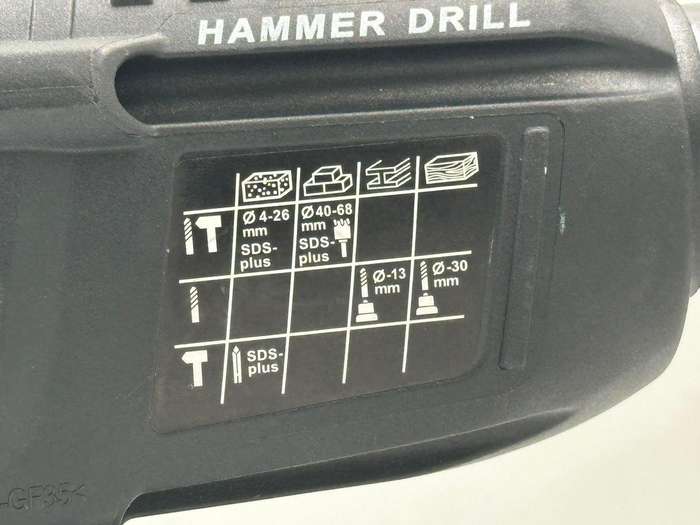 HAMMER DRILL
Ø 4-26 mm SDS-plus
Ø 40-68 mm SDS-plus
Ø-13 mm
Ø-30 mm
SDS-plus
-GF35<